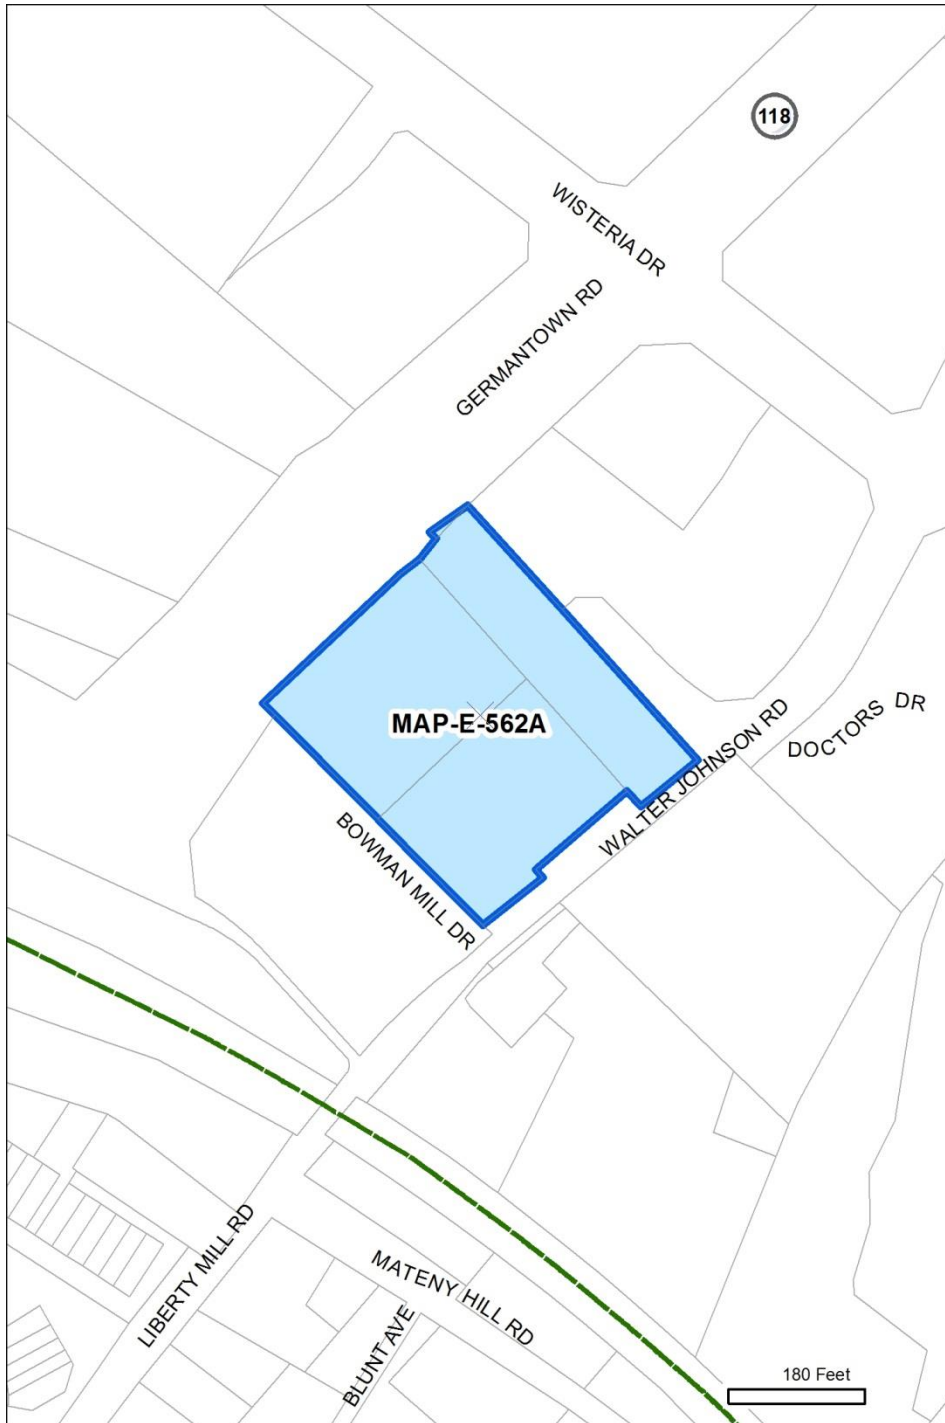 118
WISTERIA DR
GERMANTOWN RD
MAP-E-562A
WALTER JOHNSON RD
DOCTORS DR
BOWMAN MILL DR
LIBERTY MILL RD
MATENY HILL RD
BLUNT AVE
180 Feet